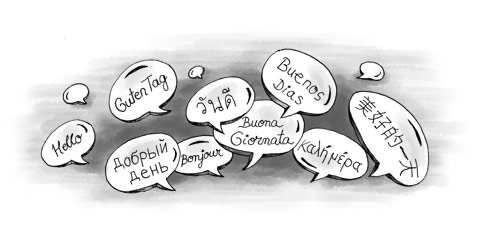 Hello
Guten Tag
Добрый
день
Bonjour
วันดี
Buona
Giornata
Buenos
Dias
καλημέρα
美好的一天